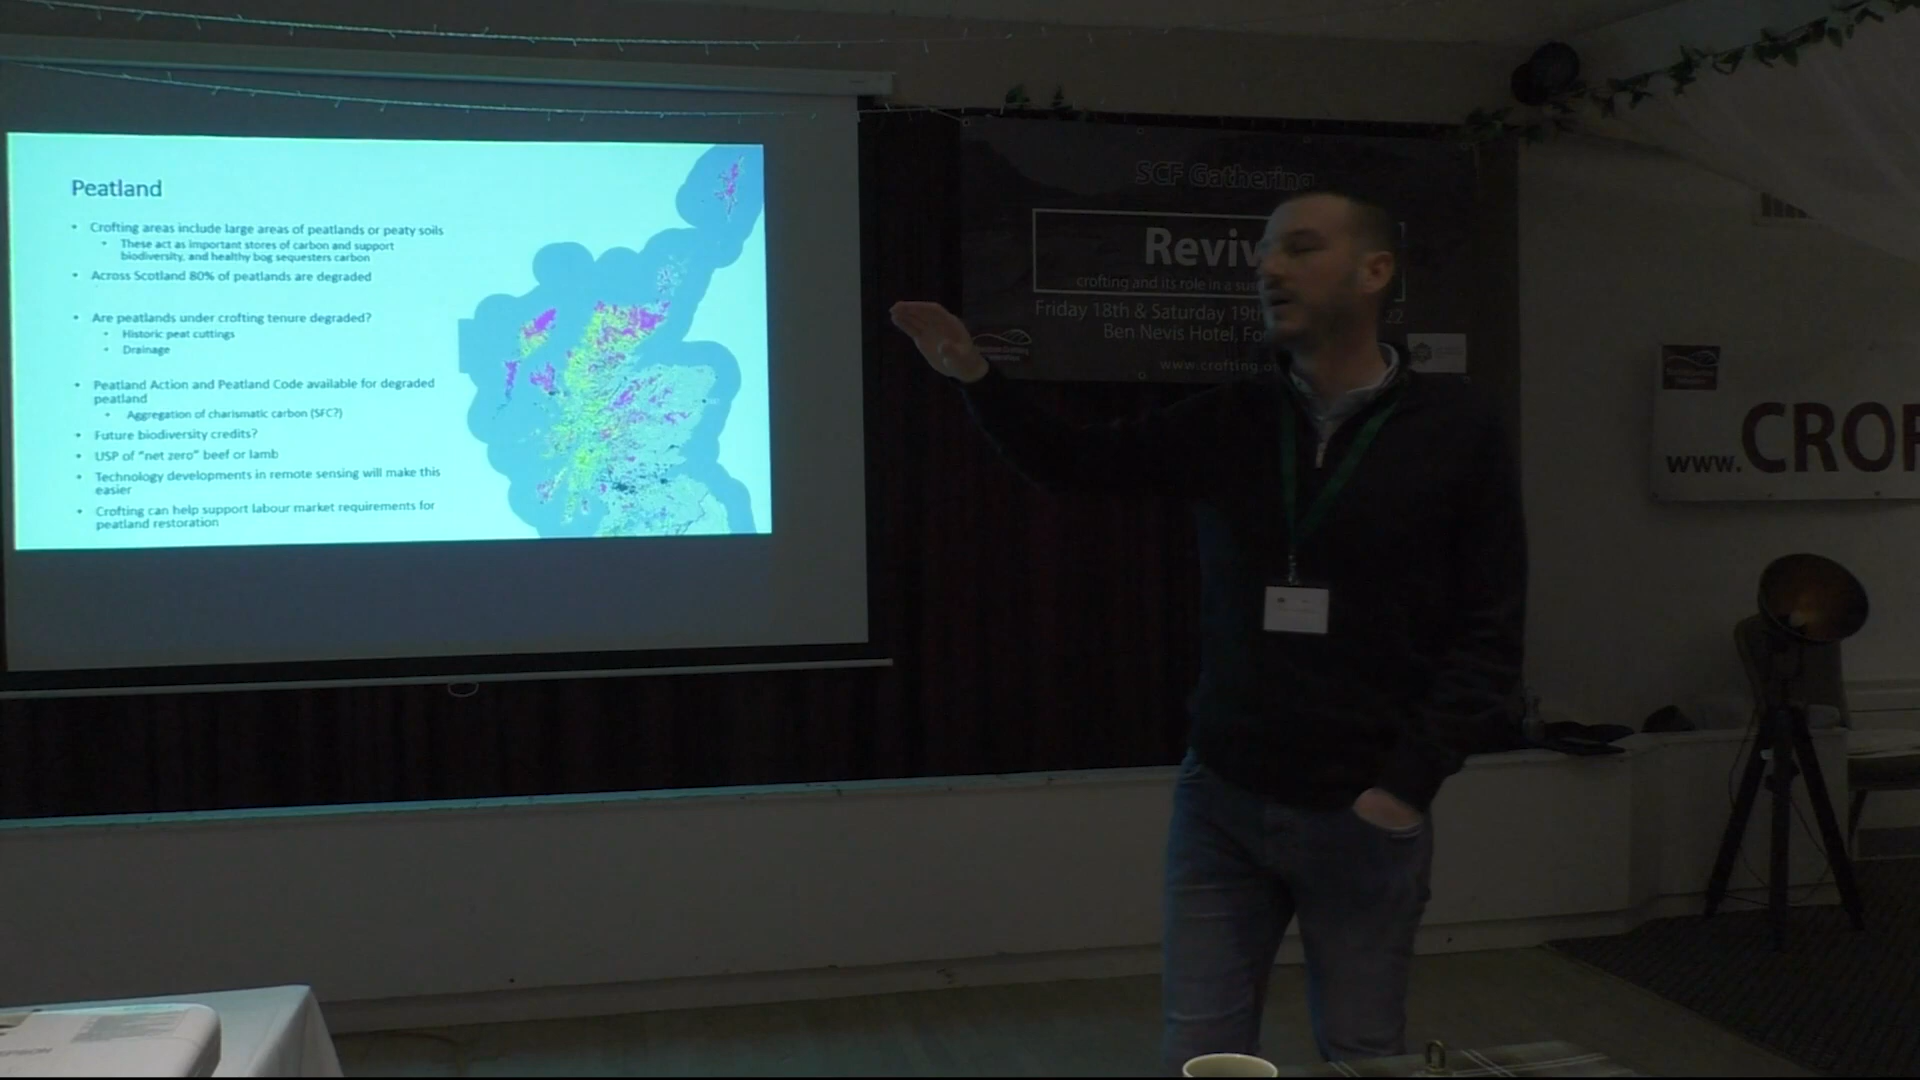 Peatland
• Crofting areas include large areas of peatlands or peaty soils
• These act as important stores of carbon and support
biodiversity, and healthy bog sequesters carbon
• Across Scotland 80% of peatlands are degraded
• Are peatlands under crofting tenure degraded?
• Historic peat cuttings
• Drainage
• Peatland Action and Peatland Code available for degraded
peatland
• Aggregation of charismatic carbon (SFC?)
• Future biodiversity credits?
• USP of "net zero" beef or lamb
• Technology developments in remote sensing will make this
easier
• Crofting can help support labour market requirements for
peatland restoration
SCF Gathering
Reviv
crofting and its role in a sus
Friday 18th & Saturday 19th 22
Ben Nevis Hotel, For
www.crofting.o
www.CROF
EPSON